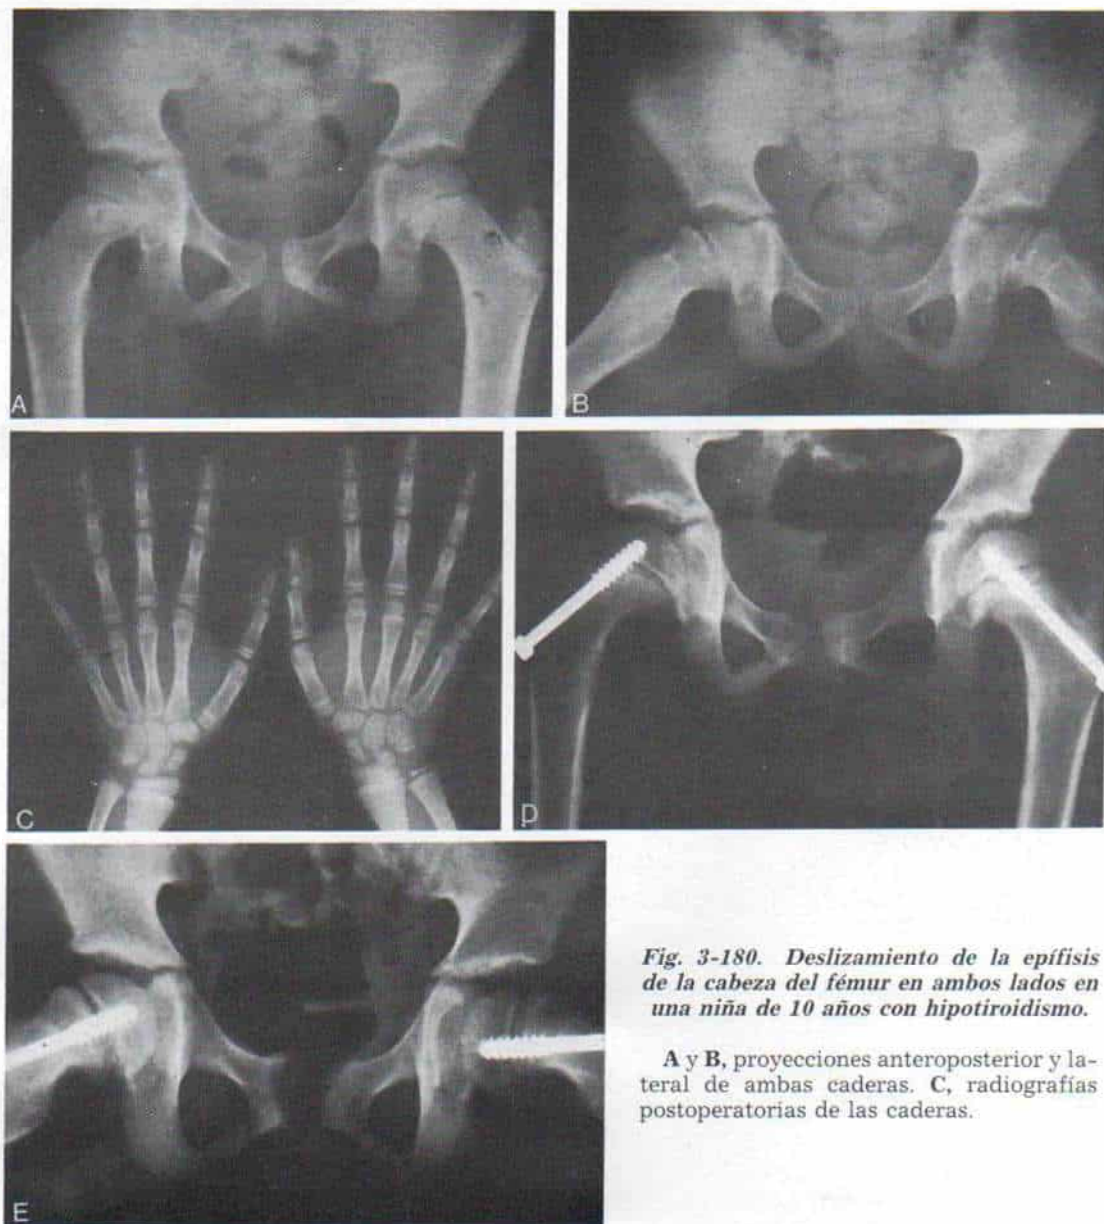 A
B
C
D
E
Fig. 3-180. Deslizamiento de la epífisis
de la cabeza del fémur en ambos lados en
una niña de 10 años con hipotiroidismo.
A y B, proyecciones anteroposterior y la-
teral de ambas caderas. C, radiografías
postoperatorias de las caderas.